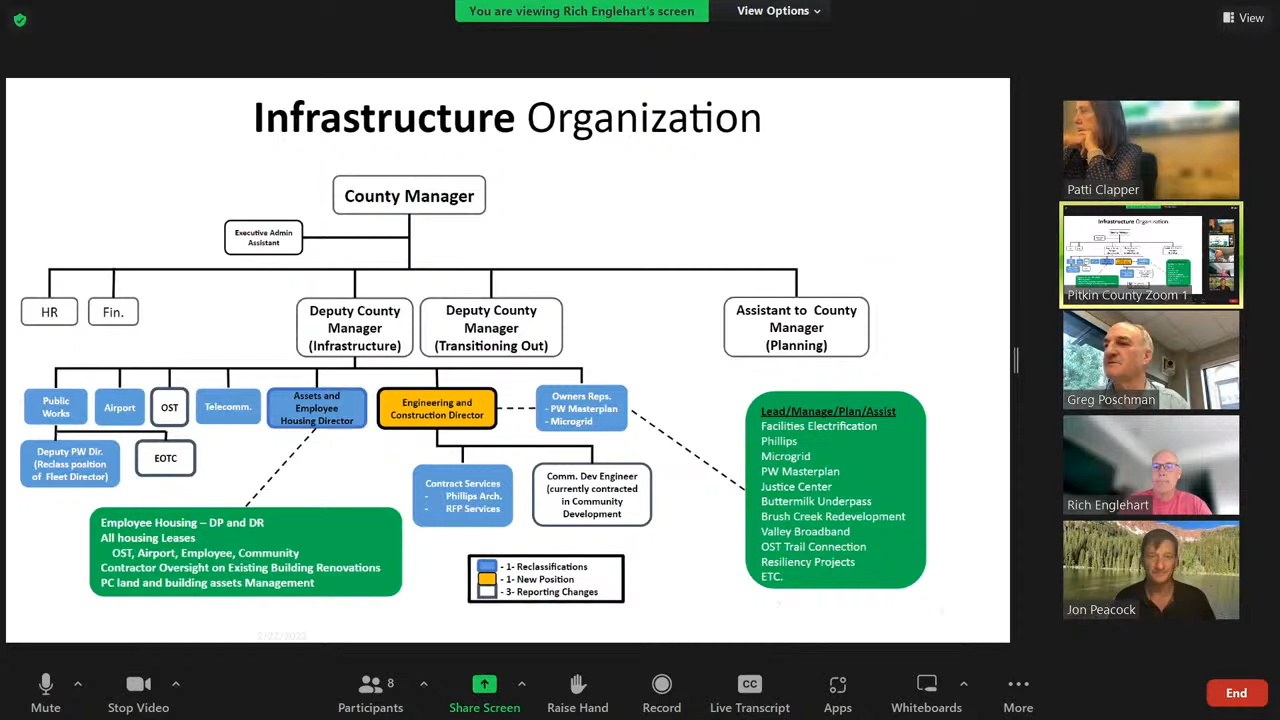 You are viewing Rich Englehart's screen
View Options
View
Infrastructure Organization
County Manager
Executive Admin
Assistant
HR
Fin.
Deputy County
Manager
(Infrastructure)
Deputy County
Manager
(Transitioning Out)
Assistant to County
Manager
(Planning)
Public
Works
Airport
OST
Telecomm.
Assets and
Employee
Housing Director
Engineering and
Construction Director
Owners Reps.
- PW Masterplan
- Microgrid
Deputy PW Dir.
(Reclass position
of Fleet Director)
EOTC
Contract Services
- Phillips Arch.
- RFP Services
Comm. Dev Engineer
(currently contracted
in Community
Development
Employee Housing – DP and DR
All housing Leases
OST, Airport, Employee, Community
Contractor Oversight on Existing Building Renovations
PC land and building assets Management
- 1- Reclassifications
- 1- New Position
- 3- Reporting Changes
Lead/Manage/Plan/Assist
Facilities Electrification
Phillips
Microgrid
PW Masterplan
Justice Center
Buttermilk Underpass
Brush Creek Redevelopment
Valley Broadband
OST Trail Connection
Resiliency Projects
ETC.
2/22/2023
Patti Clapper
Infrastructure Organization
Pitkin County Zoom 1
Greg Poschman
Rich Englehart
Jon Peacock
Mute
Stop Video
8
Participants
Share Screen
Raise Hand
Record
CC
Live Transcript
Apps
Whiteboards
More
End